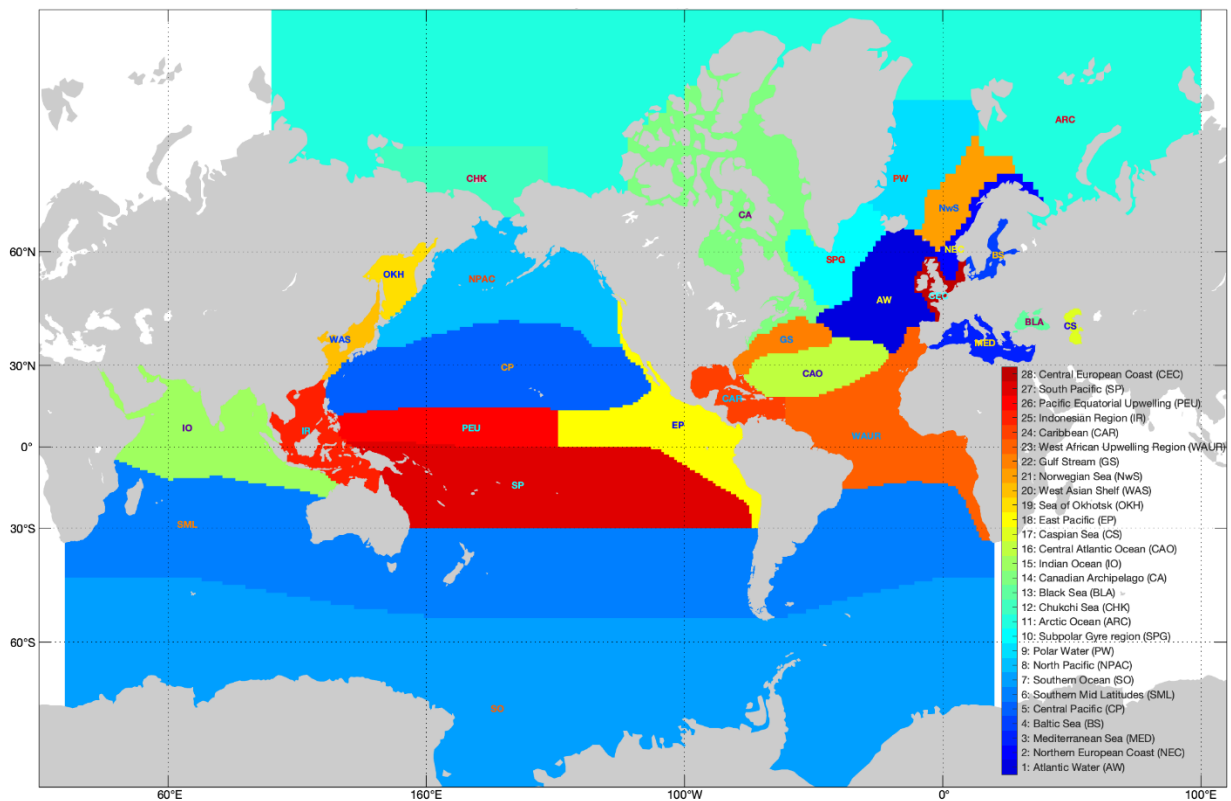 ARC
CHK
PW
CA
NwS
60°N
NEC
BS
OKH
SPG
NPAC
AW
CEC
WAS
GS
BLA
CS
MED
30°N
CP
CAO
CAR
IO
IR
PEU
EP
WAUR
0°
SP
SML
30°S
60°S
SO
28: Central European Coast (CEC)
27: South Pacific (SP)
26: Pacific Equatorial Upwelling (PEU)
25: Indonesian Region (IR)
24: Caribbean (CAR)
23: West African Upwelling Region (WAUR)
22: Gulf Stream (GS)
21: Norwegian Sea (NwS)
20: West Asian Shelf (WAS)
19: Sea of Okhotsk (OKH)
18: East Pacific (EP)
17: Caspian Sea (CS)
16: Central Atlantic Ocean (CAO)
15: Indian Ocean (IO)
14: Canadian Archipelago (CA)
13: Black Sea (BLA)
12: Chukchi Sea (CHK)
11: Arctic Ocean (ARC)
10: Subpolar Gyre region (SPG)
9: Polar Water (PW)
8: North Pacific (NPAC)
7: Southern Ocean (SO)
6: Southern Mid Latitudes (SML)
5: Central Pacific (CP)
4: Baltic Sea (BS)
3: Mediterranean Sea (MED)
2: Northern European Coast (NEC)
1: Atlantic Water (AW)
60°E
160°E
100°W
0°
100°E